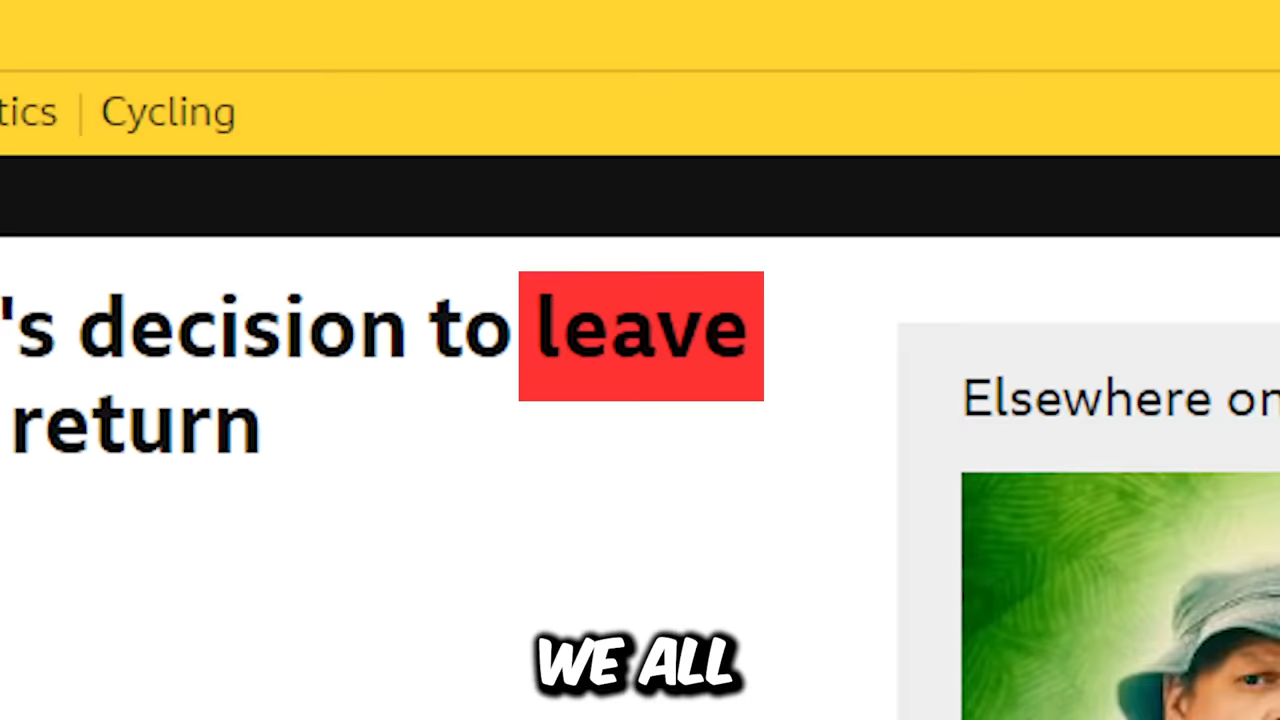 tics | Cycling
's decision to leave
return
Elsewhere on
WE ALL